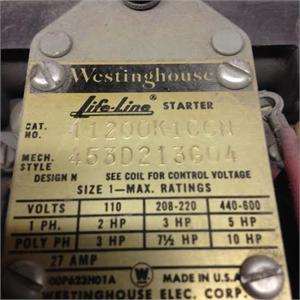 Westinghouse
Life-Line STARTER
CAT. NO. 11200K1CCN
MECH. STYLE 453D213G04
DESIGN N SEE COIL FOR CONTROL VOLTAGE
SIZE 1—MAX. RATINGS
VOLTS 110 208-220 440-600
1 PH. 2 HP 3 HP 5 HP
POLY PH 3 HP 7½ HP 10 HP
27 AMP
00P623H01A W MADE IN U.S.A.
WESTINGHOUSE ELEC. CORP.